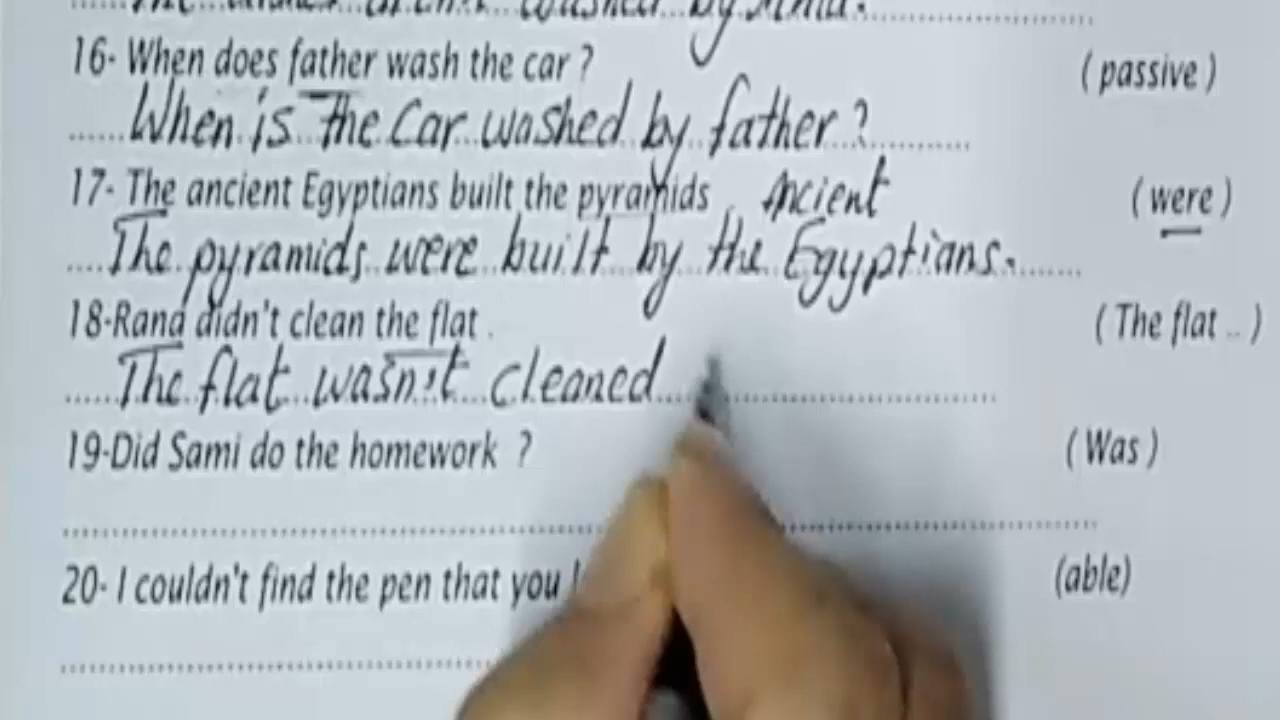 by
16- When does father wash the car ? ( passive )
When is the Car washed by father ?
17- The ancient Egyptians built the pyramids . Ancient ( were )
The pyramids were built by the Egyptians.
18-Rana didn't clean the flat . ( The flat .. )
The flat wasn't cleaned
19-Did Sami do the homework ? ( Was )
20- I couldn't find the pen that you (able)